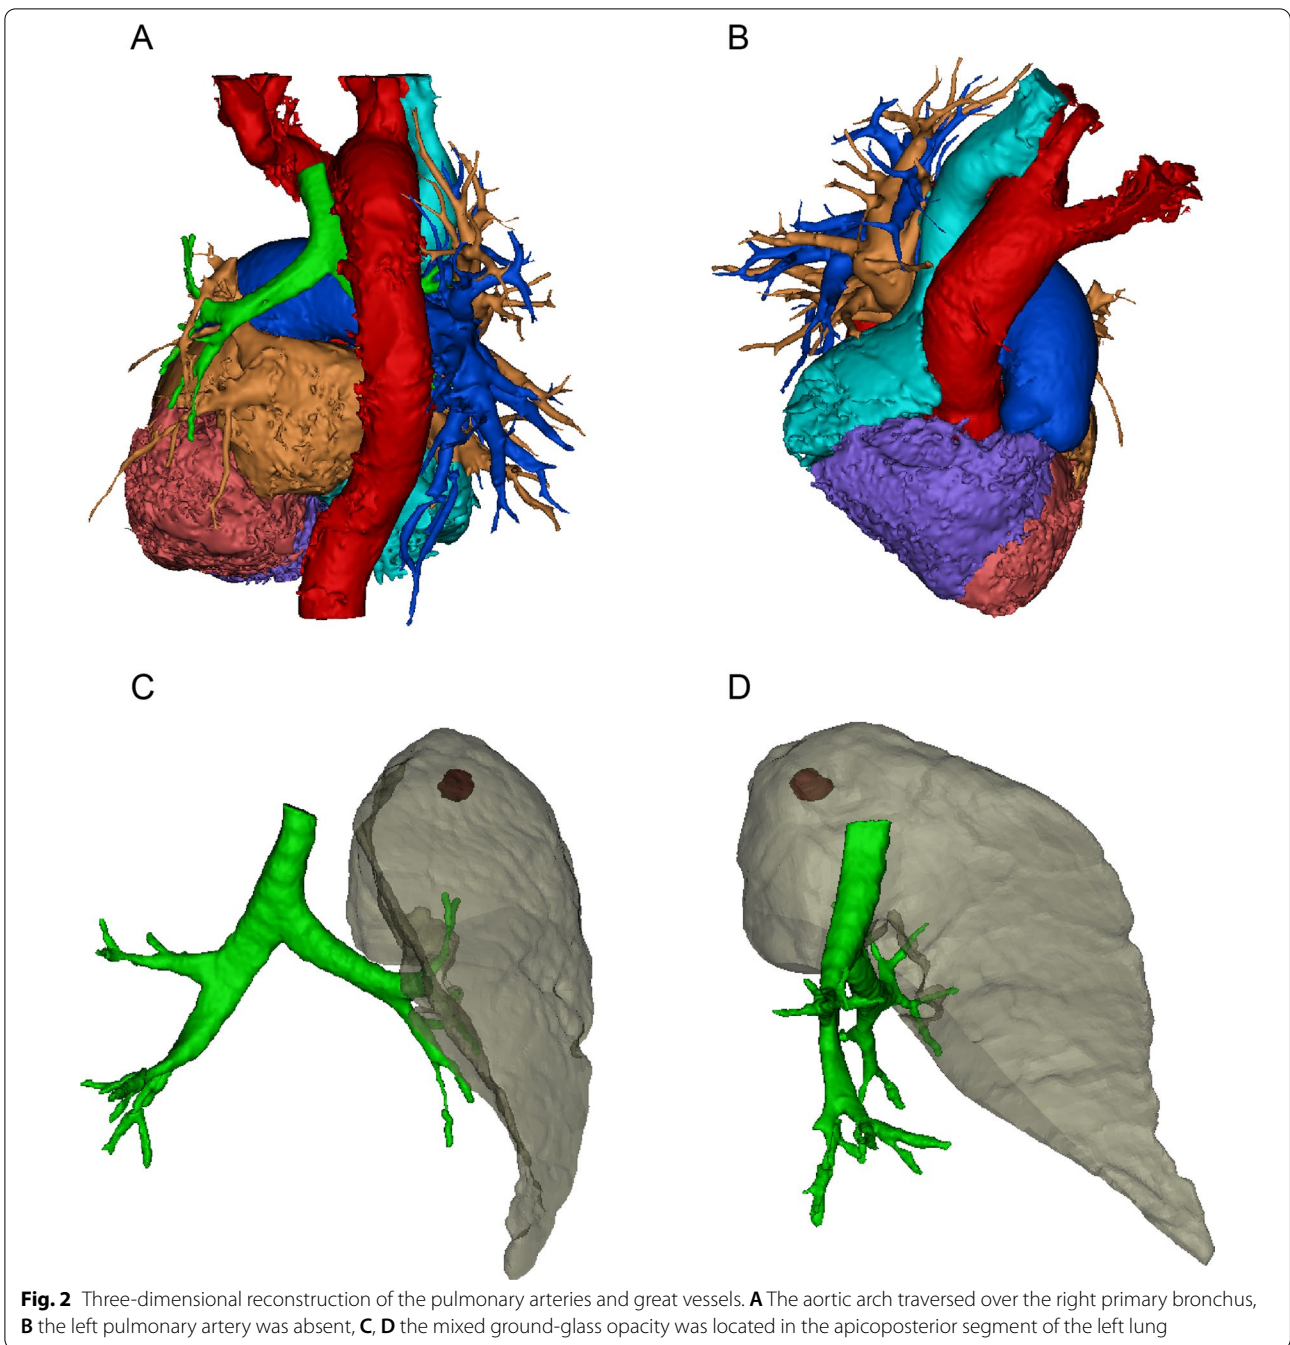 A
B
C
D
Fig. 2 Three-dimensional reconstruction of the pulmonary arteries and great vessels. A The aortic arch traversed over the right primary bronchus,
B the left pulmonary artery was absent, C, D the mixed ground-glass opacity was located in the apicoposterior segment of the left lung